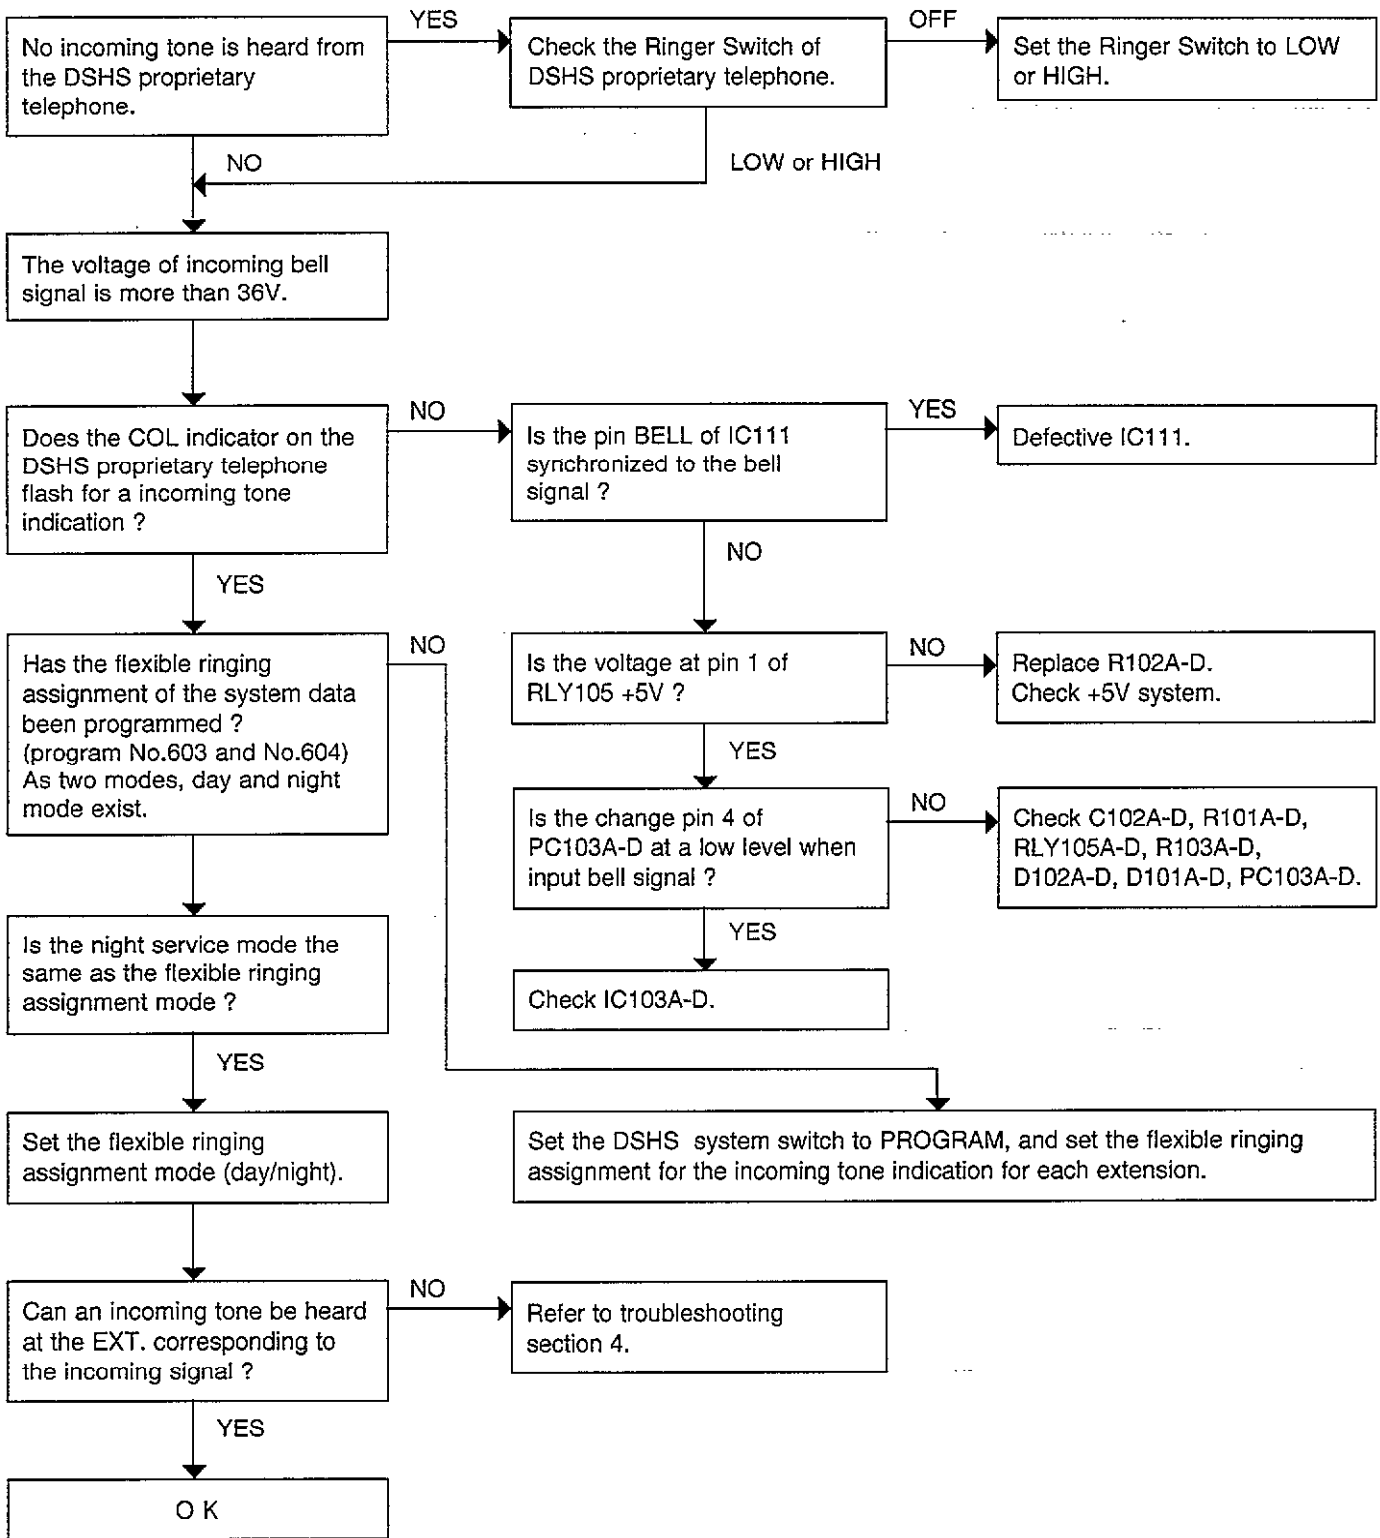 No incoming tone is heard from
the DSHS proprietary
telephone.
YES
Check the Ringer Switch of
DSHS proprietary telephone.
OFF
Set the Ringer Switch to LOW
or HIGH.
NO
LOW or HIGH
The voltage of incoming bell
signal is more than 36V.
Does the COL indicator on the
DSHS proprietary telephone
flash for a incoming tone
indication ?
NO
Is the pin BELL of IC111
synchronized to the bell
signal ?
YES
Defective IC111.
YES
NO
Has the flexible ringing
assignment of the system data
been programmed ?
(program No.603 and No.604)
As two modes, day and night
mode exist.
NO
Is the voltage at pin 1 of
RLY105 +5V ?
NO
Replace R102A-D.
Check +5V system.
YES
Is the change pin 4 of
PC103A-D at a low level when
input bell signal ?
NO
Check C102A-D, R101A-D,
RLY105A-D, R103A-D,
D102A-D, D101A-D, PC103A-D.
YES
Check IC103A-D.
Is the night service mode the
same as the flexible ringing
assignment mode ?
YES
Set the flexible ringing
assignment mode (day/night).
Set the DSHS system switch to PROGRAM, and set the flexible ringing
assignment for the incoming tone indication for each extension.
Can an incoming tone be heard
at the EXT. corresponding to
the incoming signal ?
NO
Refer to troubleshooting
section 4.
YES
O K